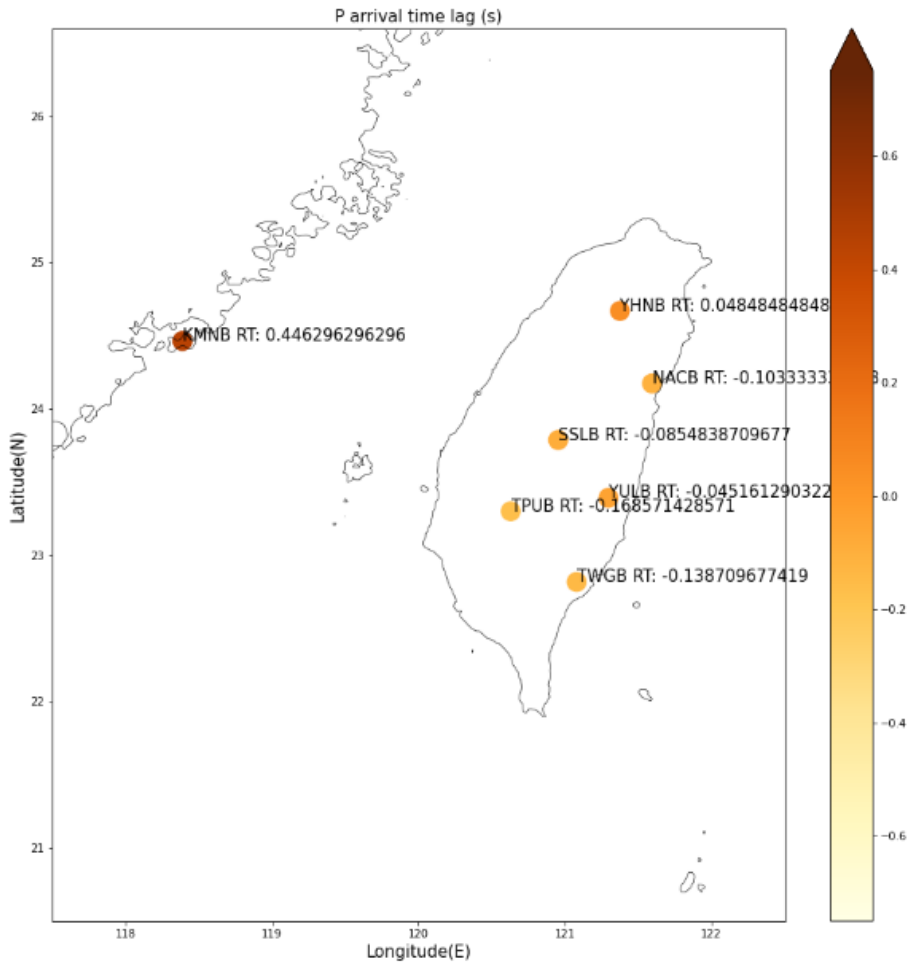 P arrival time lag (s)
26
25
24
23
22
21
118
119
120
121
122
Latitude(N)
Longitude(E)
YHNB RT: 0.04848484848
KMNB RT: 0.446296296296
NACB RT: -0.1033333
SSLB RT: -0.0854838709677
YULB RT: -0.045161290322
TPUB RT: -0.168571428571
TWGB RT: -0.138709677419
0.6
0.4
0.2
0.0
−0.2
−0.4
−0.6